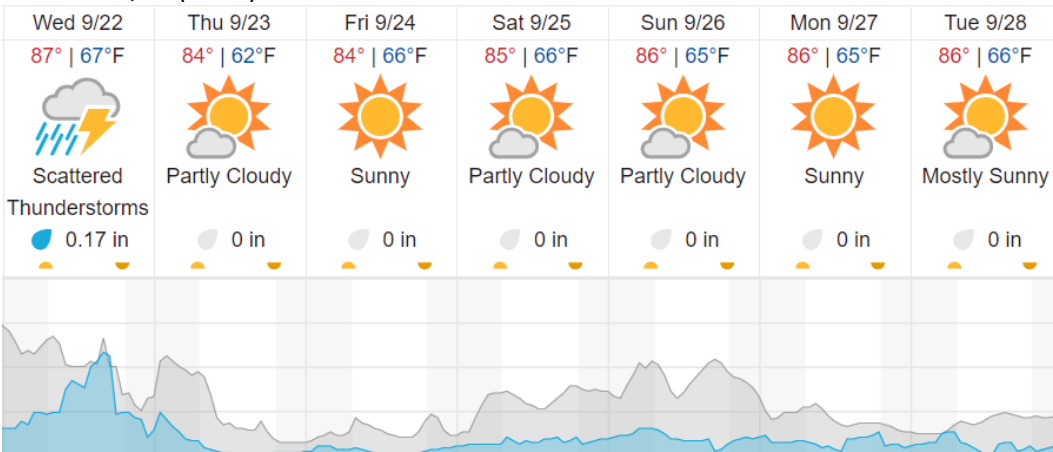 Wed 9/22 Thu 9/23 Fri 9/24 Sat 9/25 Sun 9/26 Mon 9/27 Tue 9/28
87° | 67°F 84° | 62°F 84° | 66°F 85° | 66°F 86° | 65°F 86° | 65°F 86° | 66°F
Scattered Partly Cloudy Sunny Partly Cloudy Partly Cloudy Sunny Mostly Sunny
Thunderstorms
0.17 in 0 in 0 in 0 in 0 in 0 in 0 in